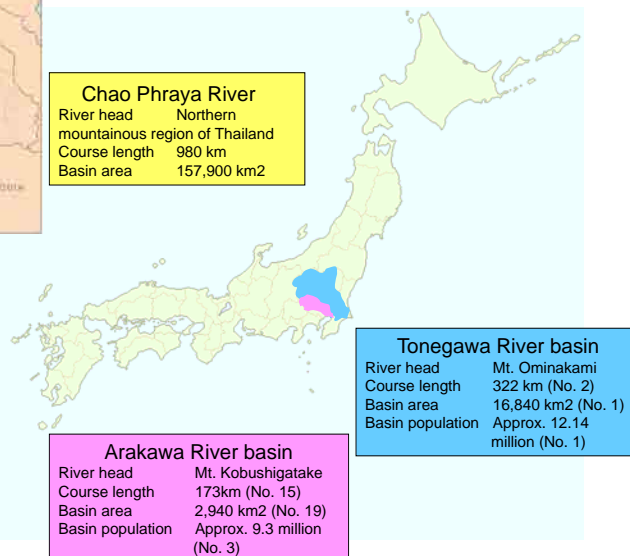 Chao Phraya River
River head Northern
mountainous region of Thailand
Course length 980 km
Basin area 157,900 km2
Tonegawa River basin
River head Mt. Ominakami
Course length 322 km (No. 2)
Basin area 16,840 km2 (No. 1)
Basin population Approx. 12.14
million (No. 1)
Arakawa River basin
River head Mt. Kobushigatake
Course length 173km (No. 15)
Basin area 2,940 km2 (No. 19)
Basin population Approx. 9.3 million
(No. 3)